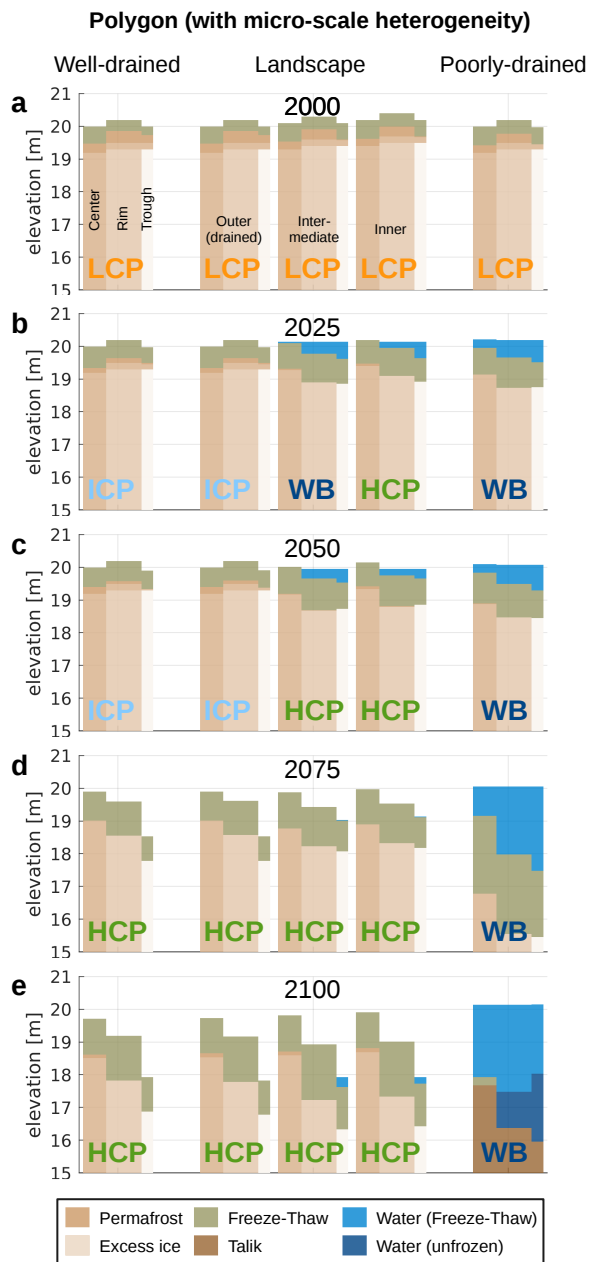 Polygon (with micro-scale heterogeneity)
Well-drained Landscape Poorly-drained
a 2000
21
20
19
18
17
16
15
elevation [m]
Center Rim Trough
Outer (drained)
Inter-mediate
Inner
LCP LCP LCP LCP LCP
b 2025
21
20
19
18
17
16
15
elevation [m]
ICP ICP WB HCP WB
c 2050
21
20
19
18
17
16
15
elevation [m]
ICP ICP HCP HCP WB
d 2075
21
20
19
18
17
16
15
elevation [m]
HCP HCP HCP HCP WB
e 2100
21
20
19
18
17
16
15
elevation [m]
HCP HCP HCP HCP WB
Permafrost Freeze-Thaw Water (Freeze-Thaw)
Excess ice Talik Water (unfrozen)